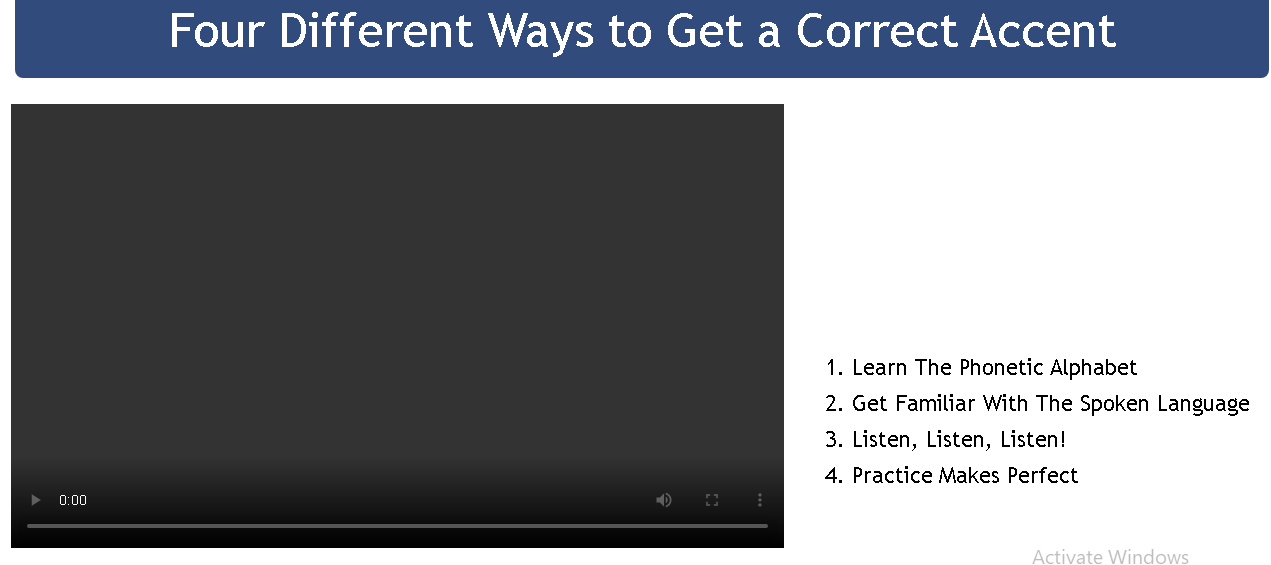 Four Different Ways to Get a Correct Accent
1. Learn The Phonetic Alphabet
2. Get Familiar With The Spoken Language
3. Listen, Listen, Listen!
4. Practice Makes Perfect
0:00
Activate Windows